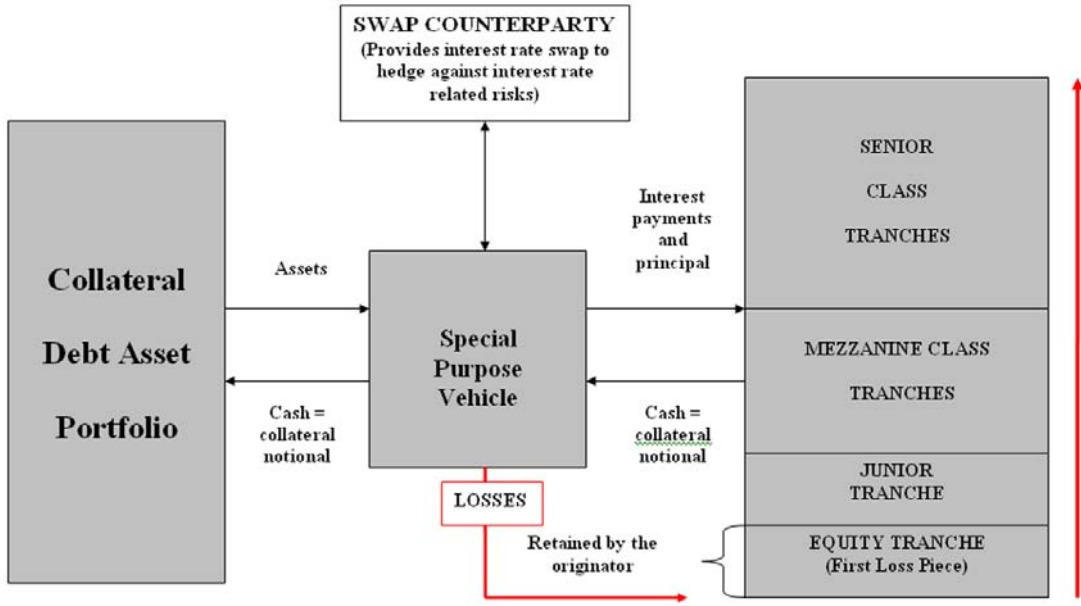 SWAP COUNTERPARTY
(Provides interest rate swap to
hedge against interest rate
related risks)
Collateral
Debt Asset
Portfolio
Assets
Cash =
collateral
notional
Special
Purpose
Vehicle
Interest
payments
and
principal
Cash =
collateral
notional
LOSSES
Retained by the
originator
SENIOR
CLASS
TRANCHES
MEZZANINE CLASS
TRANCHES
JUNIOR
TRANCHE
EQUITY TRANCHE
(First Loss Piece)